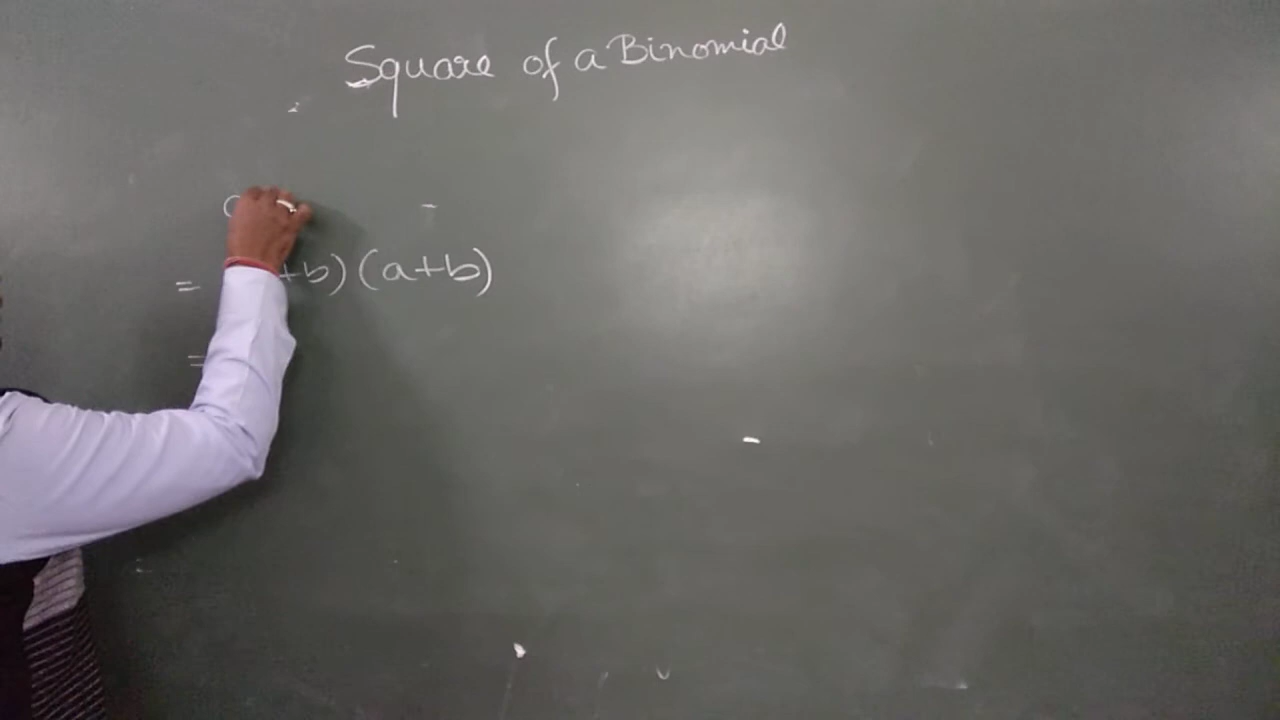 Square of a Binomial
= +b) (a+b)
=